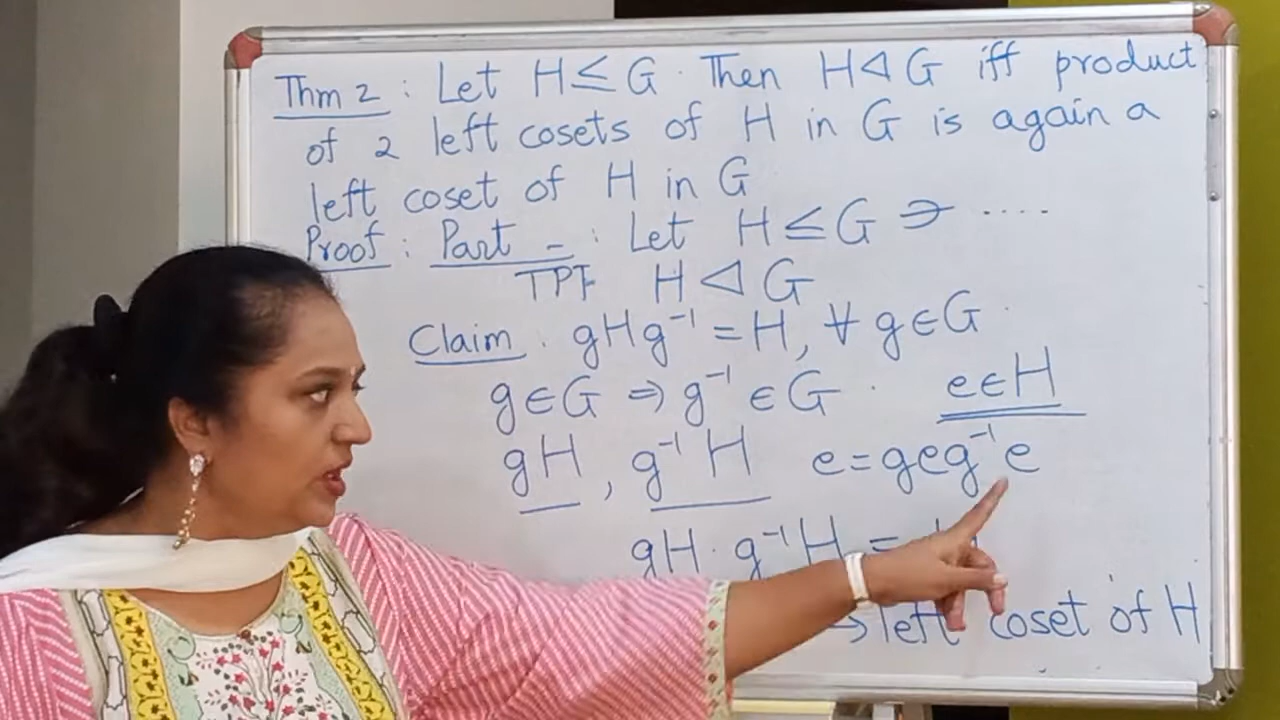 Thm 2 : Let H ≤ G . Then H ⊲ G iff product
of 2 left cosets of H in G is again a
left coset of H in G
Proof : Part - : Let H ≤ G ∋ .....
TPT H ⊲ G
Claim . gHg⁻¹ = H, ∀ g ∈ G .
g ∈ G ⇒ g⁻¹ ∈ G . e ∈ H
gH , g⁻¹H e = geg⁻¹e
gH . g⁻¹H =
left coset of H